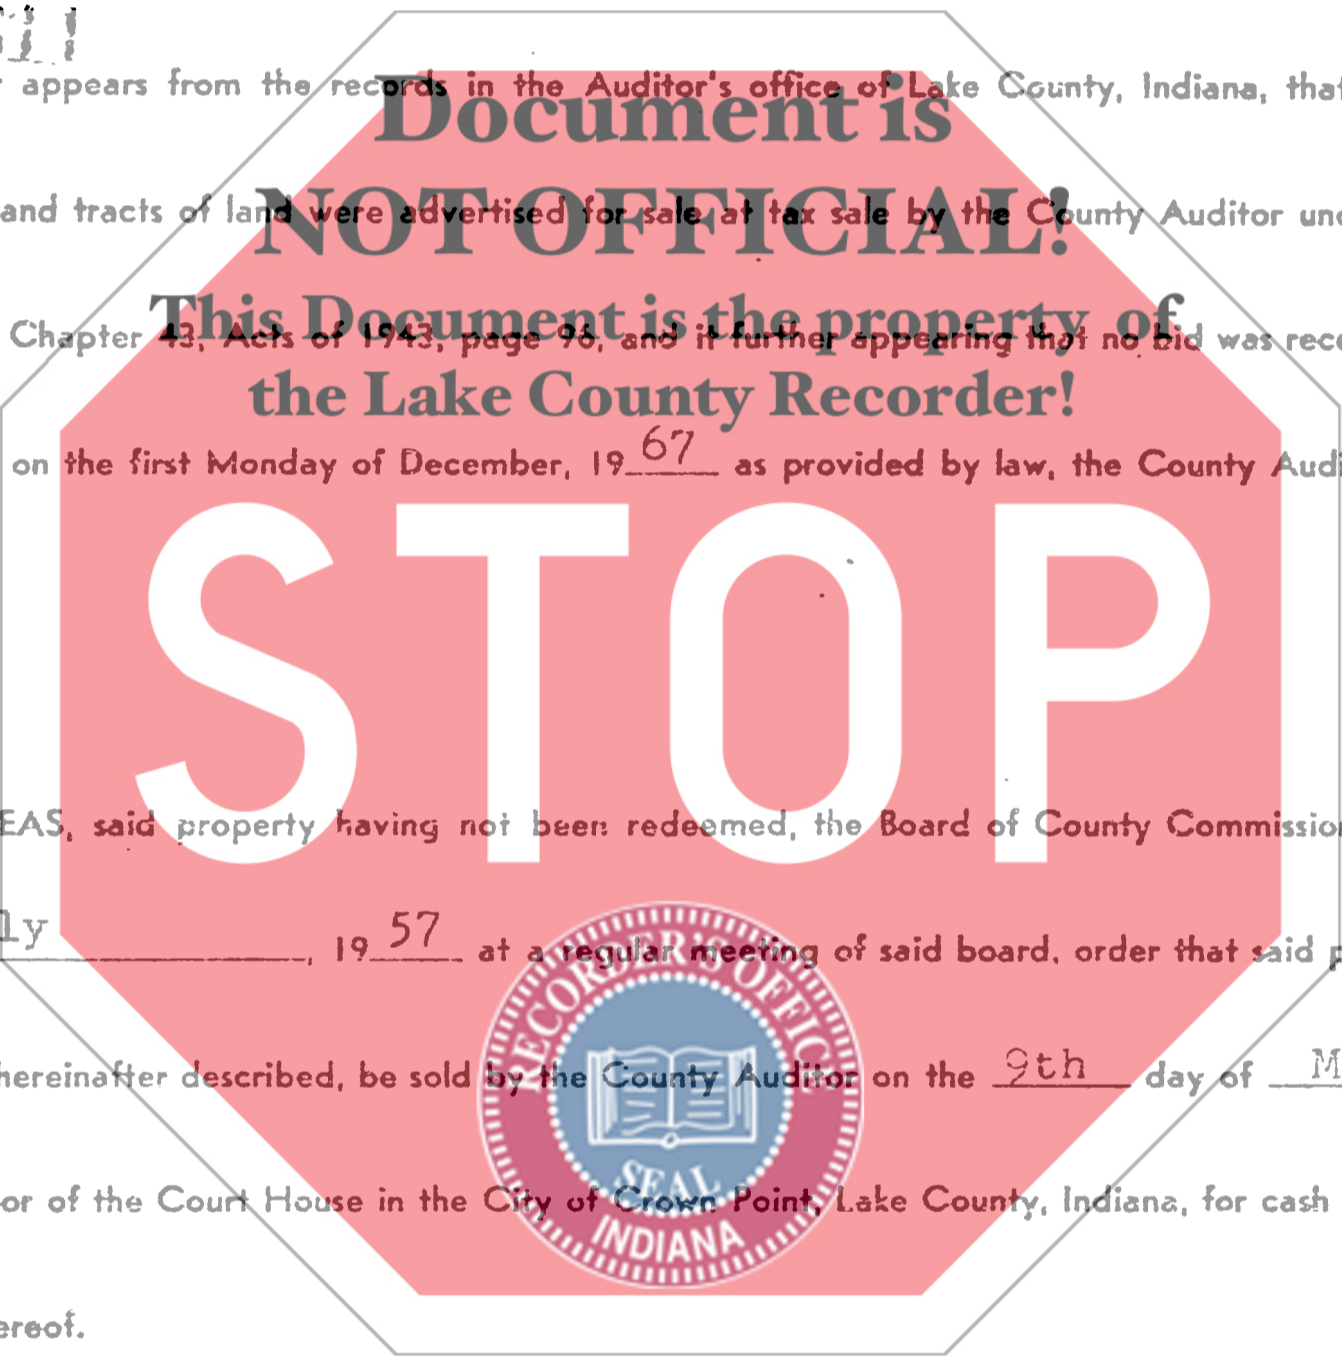 appears from the records in the Auditor's office of Lake County, Indiana, that
Document is
and tracts of land were advertised for sale at tax sale by the County Auditor und
NOT OFFICIAL!
This Document is the property of
Chapter 43, Acts of 1943, page 96, and it further appearing that no bid was rece
the Lake County Recorder!
on the first Monday of December, 19 67 as provided by law, the County Audi
STOP
EAS, said property having not been redeemed, the Board of County Commission
ly, 19 57 at a regular meeting of said board, order that said p
RECORDER'S OFFICE
hereinafter described, be sold by the County Auditor on the 9th day of M
SEAL
or of the Court House in the City of Crown Point, Lake County, Indiana, for cash
INDIANA
ereof.